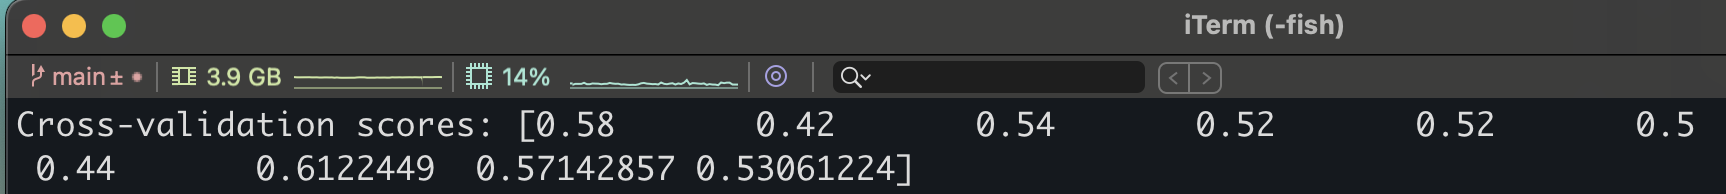 iTerm (-fish)
main± 3.9 GB 14%
Cross-validation scores: [0.58       0.42       0.54       0.52       0.52       0.5
 0.44       0.6122449  0.57142857 0.53061224]